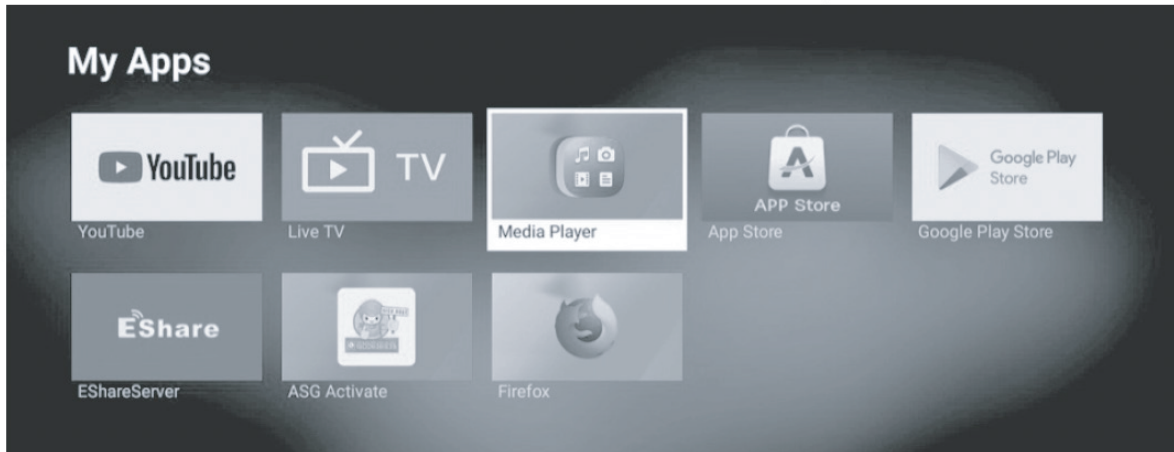 My Apps
YouTube
TV
APP Store
Google Play
Store
YouTube
Live TV
Media Player
App Store
Google Play Store
EShare
EShareServer
ASG Activate
Firefox